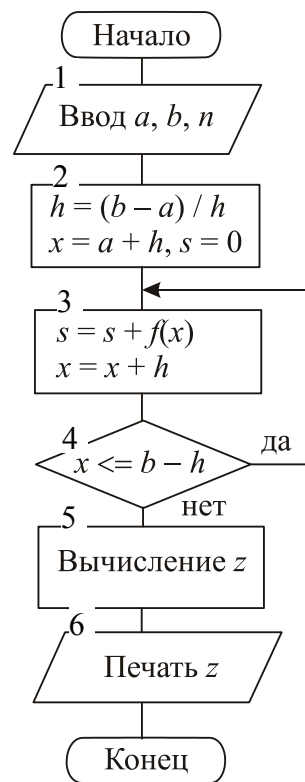 Начало
1
Ввод a, b, n
2
h = (b – a) / h
x = a + h, s = 0
3
s = s + f(x)
x = x + h
4
x <= b – h
да
нет
5
Вычисление z
6
Печать z
Конец